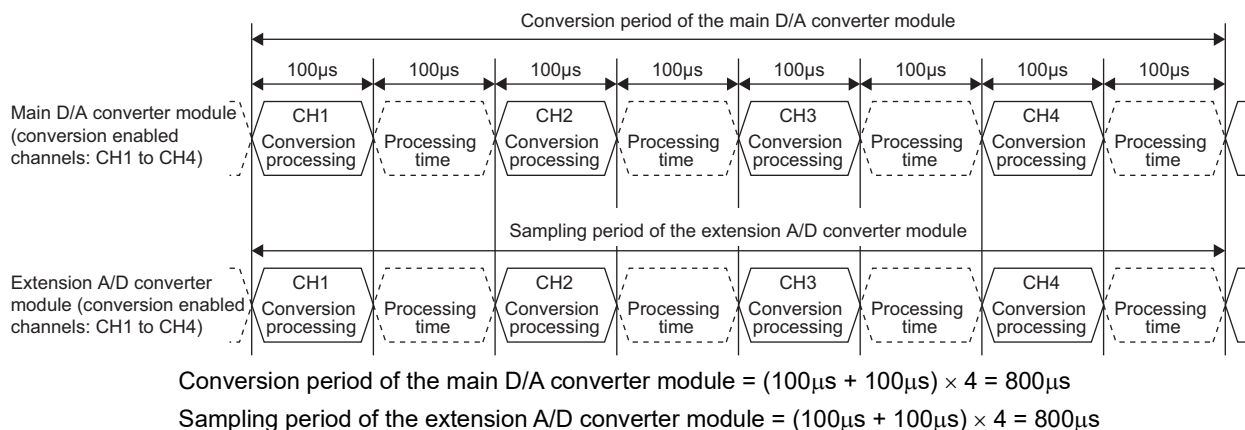 Conversion period of the main D/A converter module
100μs 100μs 100μs 100μs 100μs 100μs 100μs 100μs
Main D/A converter module
(conversion enabled
channels: CH1 to CH4)
CH1 CH2 CH3 CH4
Conversion processing Processing time Conversion processing Processing time Conversion processing Processing time Conversion processing Processing time
Sampling period of the extension A/D converter module
Extension A/D converter
module (conversion enabled
channels: CH1 to CH4)
CH1 CH2 CH3 CH4
Conversion processing Processing time Conversion processing Processing time Conversion processing Processing time Conversion processing Processing time
Conversion period of the main D/A converter module = (100μs + 100μs) × 4 = 800μs
Sampling period of the extension A/D converter module = (100μs + 100μs) × 4 = 800μs